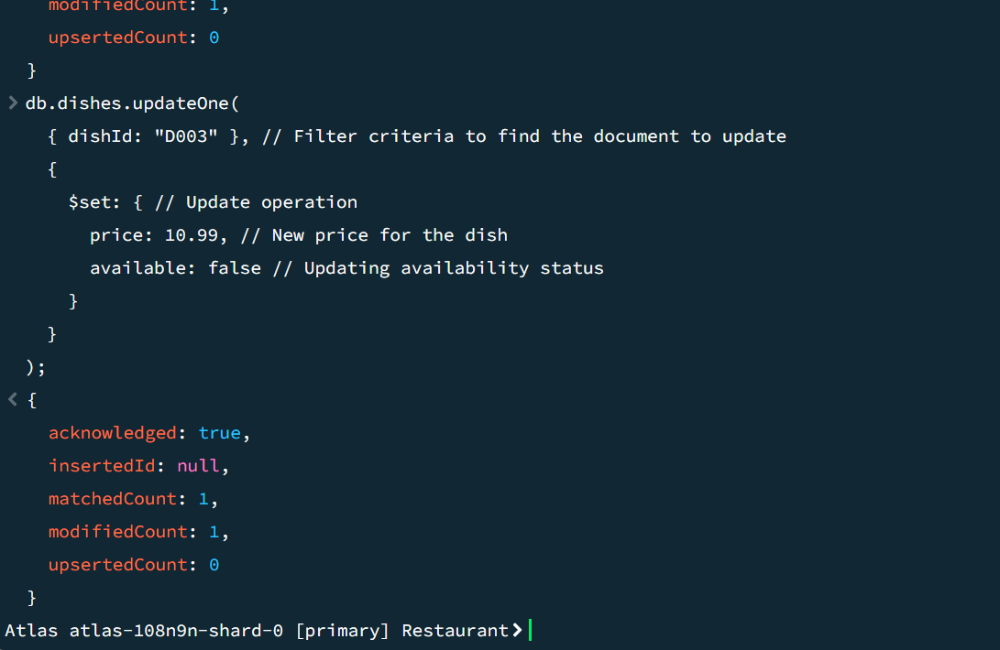 modifiedCount: 1,
upsertedCount: 0
}
> db.dishes.updateOne(
{ dishId: "D003" }, // Filter criteria to find the document to update
{
$set: { // Update operation
price: 10.99, // New price for the dish
available: false // Updating availability status
}
}
);
< {
acknowledged: true,
insertedId: null,
matchedCount: 1,
modifiedCount: 1,
upsertedCount: 0
}
Atlas atlas-108n9n-shard-0 [primary] Restaurant>